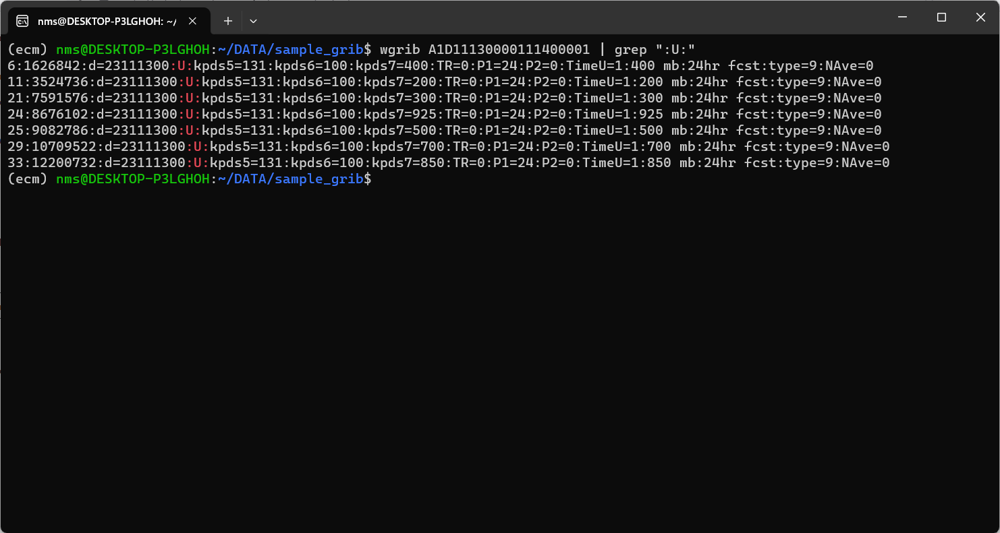 nms@DESKTOP-P3LGHOH: ~/
(ecm) nms@DESKTOP-P3LGHOH:~/DATA/sample_grib$ wgrib A1D11130000111400001 | grep ":U:"
6:1626842:d=23111300:U:kpds5=131:kpds6=100:kpds7=400:TR=0:P1=24:P2=0:TimeU=1:400 mb:24hr fcst:type=9:NAve=0
11:3524736:d=23111300:U:kpds5=131:kpds6=100:kpds7=200:TR=0:P1=24:P2=0:TimeU=1:200 mb:24hr fcst:type=9:NAve=0
21:7591576:d=23111300:U:kpds5=131:kpds6=100:kpds7=300:TR=0:P1=24:P2=0:TimeU=1:300 mb:24hr fcst:type=9:NAve=0
24:8676102:d=23111300:U:kpds5=131:kpds6=100:kpds7=925:TR=0:P1=24:P2=0:TimeU=1:925 mb:24hr fcst:type=9:NAve=0
25:9082786:d=23111300:U:kpds5=131:kpds6=100:kpds7=500:TR=0:P1=24:P2=0:TimeU=1:500 mb:24hr fcst:type=9:NAve=0
29:10709522:d=23111300:U:kpds5=131:kpds6=100:kpds7=700:TR=0:P1=24:P2=0:TimeU=1:700 mb:24hr fcst:type=9:NAve=0
33:12200732:d=23111300:U:kpds5=131:kpds6=100:kpds7=850:TR=0:P1=24:P2=0:TimeU=1:850 mb:24hr fcst:type=9:NAve=0
(ecm) nms@DESKTOP-P3LGHOH:~/DATA/sample_grib$